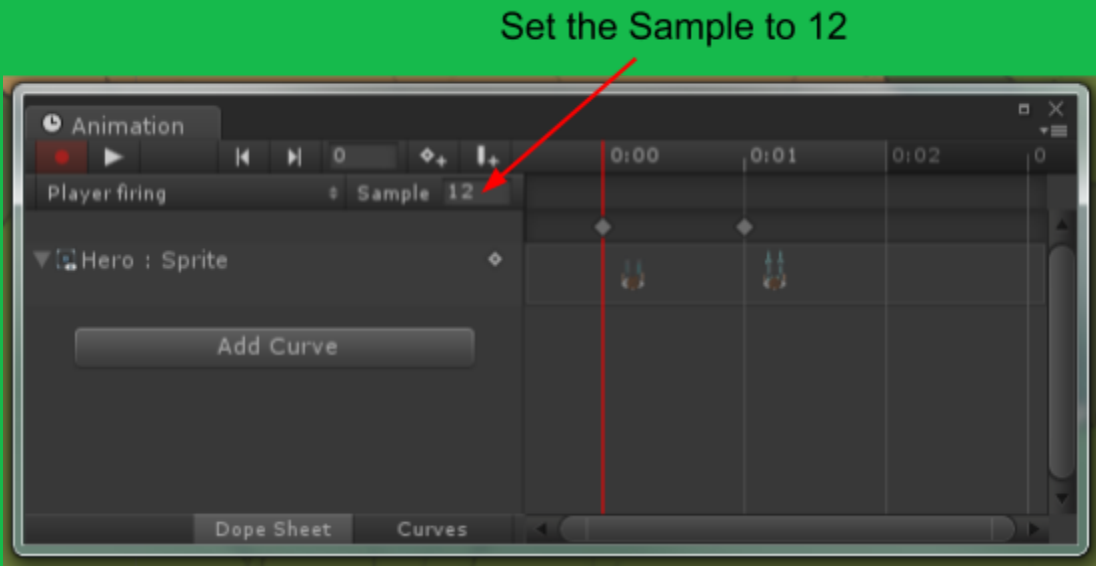 Set the Sample to 12
Animation
0 0:00 0:01 0:02 0
Player firing Sample 12
Hero : Sprite
Add Curve
Dope Sheet Curves